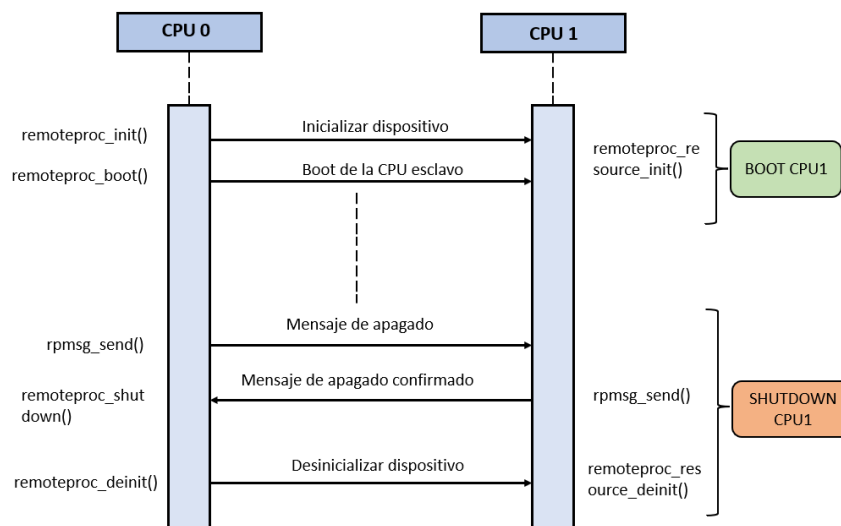 CPU 0
CPU 1
remoteproc_init()
Inicializar dispositivo
remoteproc_re
source_init()
BOOT CPU1
remoteproc_boot()
Boot de la CPU esclavo
Mensaje de apagado
rpmsg_send()
Mensaje de apagado confirmado
remoteproc_shut
down()
rpmsg_send()
SHUTDOWN
CPU1
Desinicializar dispositivo
remoteproc_deinit()
remoteproc_res
ource_deinit()